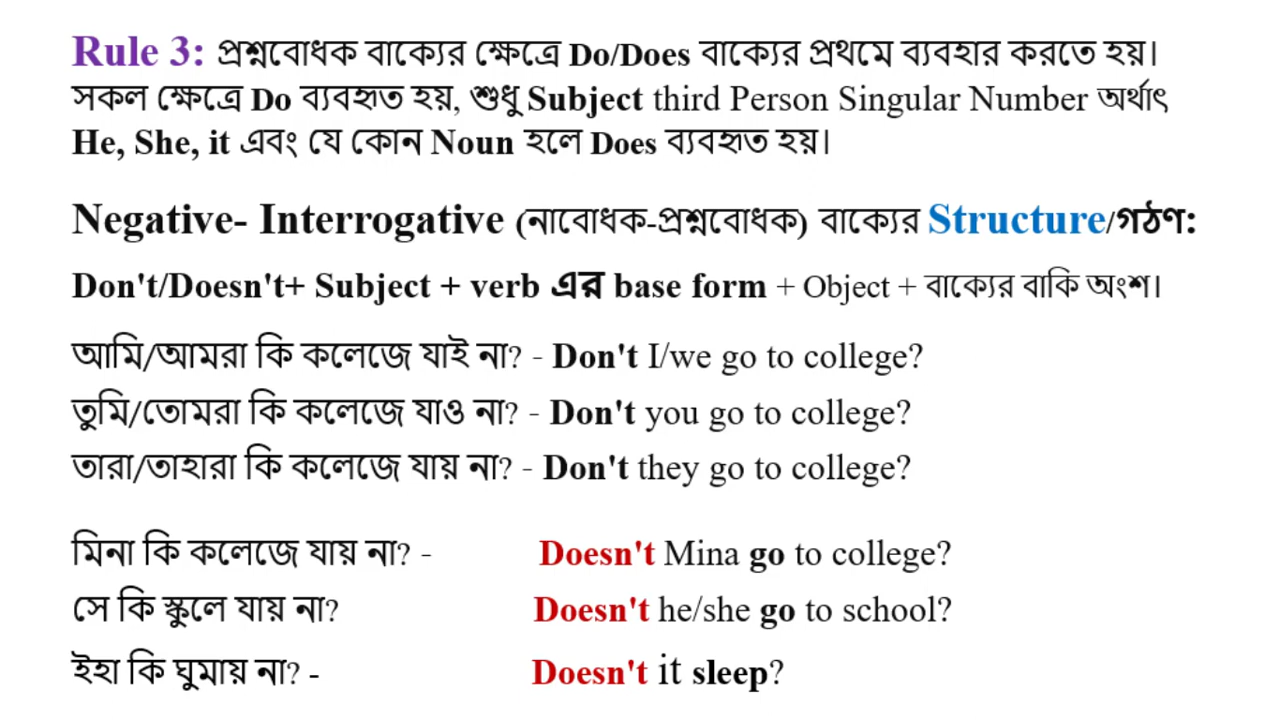 Rule 3: প্রশ্নবোধক বাক্যের ক্ষেত্রে Do/Does বাক্যের প্রথমে ব্যবহার করতে হয়।
সকল ক্ষেত্রে Do ব্যবহৃত হয়, শুধু Subject third Person Singular Number অর্থাৎ
He, She, it এবং যে কোন Noun হলে Does ব্যবহৃত হয়।
Negative- Interrogative (নাবোধক-প্রশ্নবোধক) বাক্যের Structure/গঠণ:
Don't/Doesn't+ Subject + verb এর base form + Object + বাক্যের বাকি অংশ।
আমি/আমরা কি কলেজে যাই না? - Don't I/we go to college?
তুমি/তোমরা কি কলেজে যাও না? - Don't you go to college?
তারা/তাহারা কি কলেজে যায় না? - Don't they go to college?
মিনা কি কলেজে যায় না? - Doesn't Mina go to college?
সে কি স্কুলে যায় না? Doesn't he/she go to school?
ইহা কি ঘুমায় না? - Doesn't it sleep?